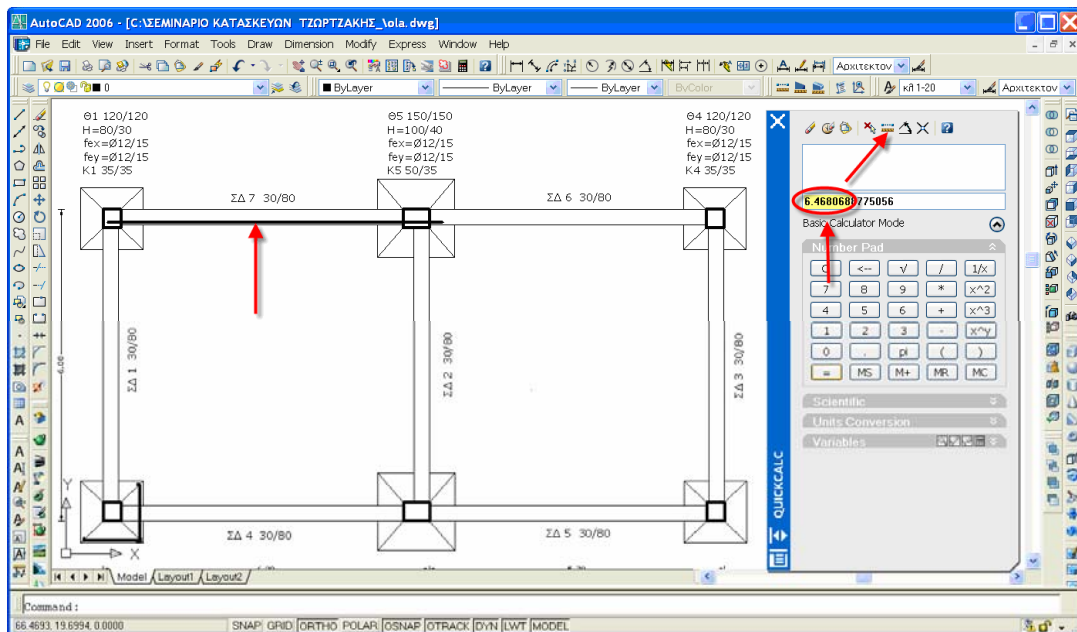 AutoCAD 2006 - [C:\ΣΕΜΙΝΑΡΙΟ ΚΑΤΑΣΚΕΥΩΝ ΤΖΩΡΤΖΑΚΗΣ_\ola.dwg]
File Edit View Insert Format Tools Draw Dimension Modify Express Window Help
Αρχιτεκτον
0 ByLayer ByLayer ByLayer ByColor κλ 1-20 Αρχιτεκτον
Θ1 120/120
H=80/30
fex=Ø12/15
fey=Ø12/15
K1 35/35
Θ5 150/150
H=100/40
fex=Ø12/15
fey=Ø12/15
K5 50/35
Θ4 120/120
H=80/30
fex=Ø12/15
fey=Ø12/15
K4 35/35
ΣΔ 7 30/80
ΣΔ 6 30/80
ΣΔ 1 30/80
ΣΔ 2 30/80
ΣΔ 3 30/80
ΣΔ 4 30/80
ΣΔ 5 30/80
Y
X
QUICKCALC
6.4680688775056
Basic Calculator Mode
Number Pad
C <-- √ / 1/x
7 8 9 * x^2
4 5 6 + x^3
1 2 3 - x^y
0 . pi ( )
= MS M+ MR MC
Scientific
Units Conversion
Variables
Model Layout1 Layout2
Command:
66.4693, 19.6994, 0.0000 SNAP GRID ORTHO POLAR OSNAP OTRACK DYN LWT MODEL